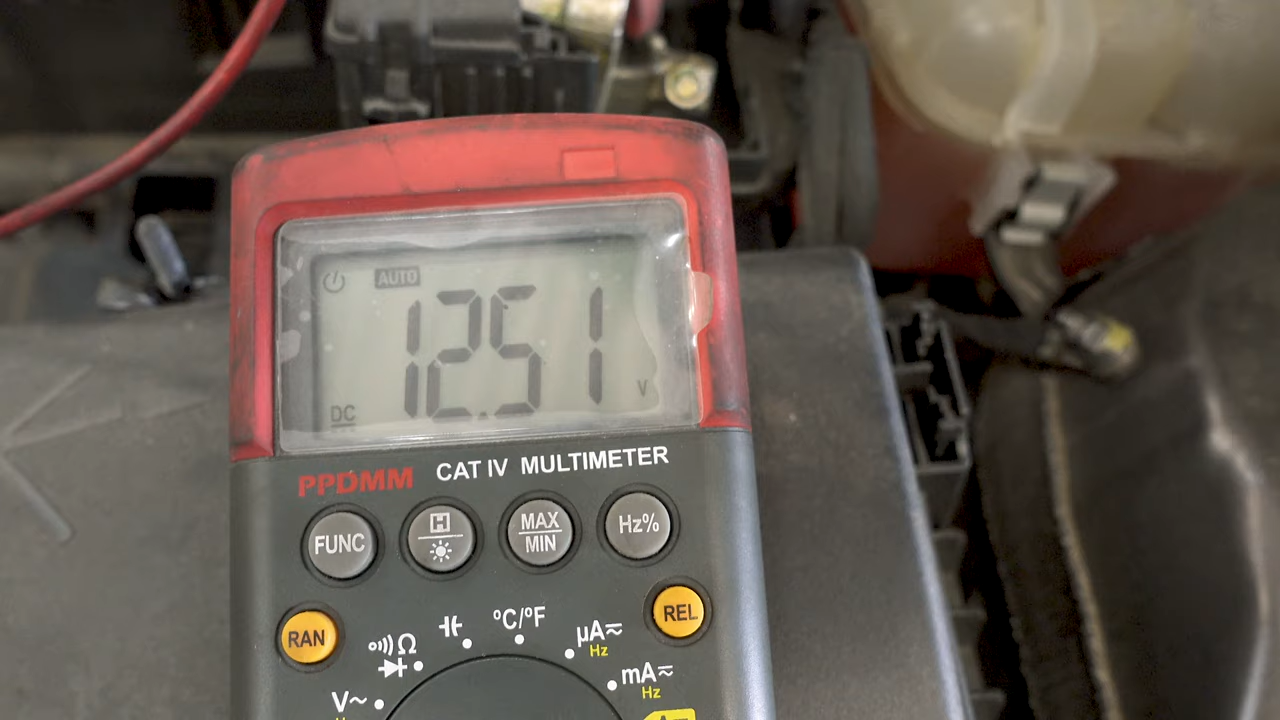 AUTO
12.51
V
DC
PPDMM CAT IV MULTIMETER
FUNC
H
MAX
MIN
Hz%
RAN
REL
Ω
°C/°F
µA≂
Hz
mA≂
Hz
V~